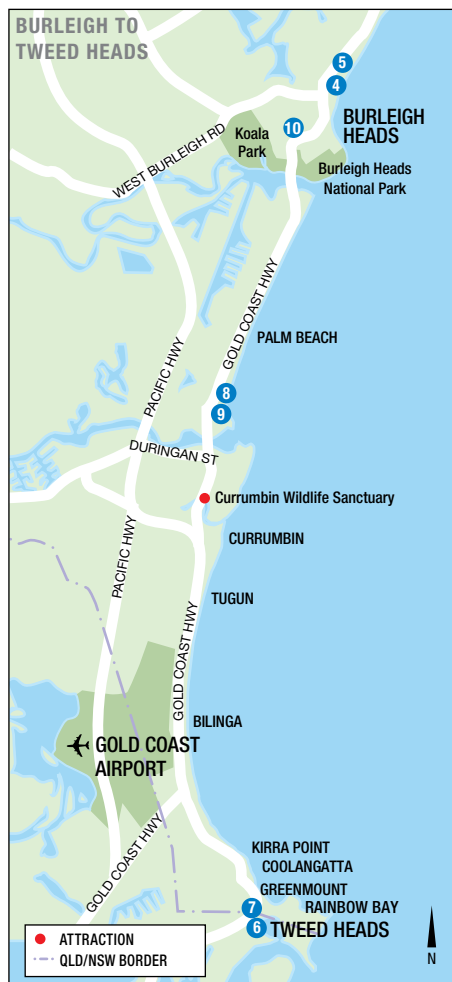 BURLEIGH TO
TWEED HEADS
5
4
BURLEIGH
HEADS
10
Koala
Park
WEST BURLEIGH RD
Burleigh Heads
National Park
GOLD COAST HWY
PALM BEACH
PACIFIC HWY
8
9
DURINGAN ST
Currumbin Wildlife Sanctuary
CURRUMBIN
PACIFIC HWY
TUGUN
GOLD COAST HWY
BILINGA
GOLD COAST
AIRPORT
GOLD COAST HWY
KIRRA POINT
COOLANGATTA
GREENMOUNT
7
RAINBOW BAY
6
TWEED HEADS
ATTRACTION
QLD/NSW BORDER
N